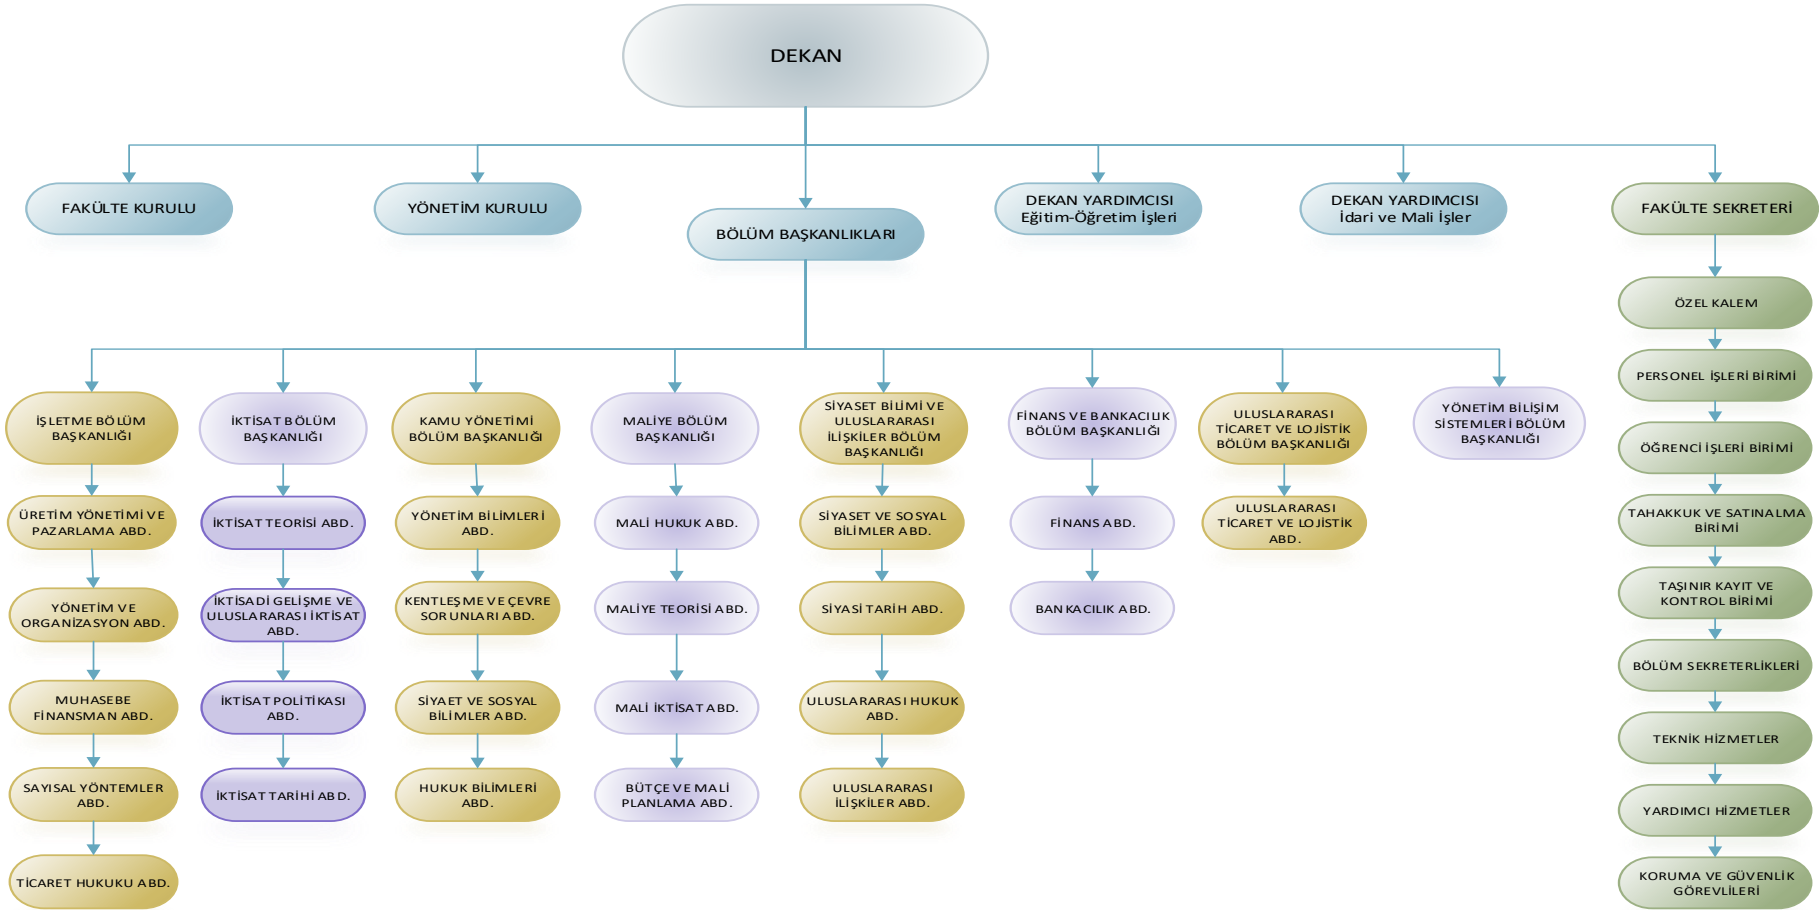 DEKAN
FAKÜLTE KURULU
YÖNETİM KURULU
BÖLÜM BAŞKANLIKLARI
DEKAN YARDIMCISI
Eğitim-Öğretim İşleri
DEKAN YARDIMCISI
İdari ve Mali İşler
FAKÜLTE SEKRETERİ
İŞLETME BÖLÜM
BAŞKANLIĞI
ÜRETİM YÖNETİMİ VE
PAZARLAMA ABD.
YÖNETİM VE
ORGANİZASYON ABD.
MUHASEBE
FİNANSMAN ABD.
SAYISAL YÖNTEMLER
ABD.
TİCARET HUKUKU ABD.
İKTİSAT BÖLÜM
BAŞKANLIĞI
İKTİSAT TEORİSI ABD.
İKTİSADİ GELİŞME VE
ULUSLARARASI İKTİSAT
ABD.
İKTİSAT POLİTİKASI
ABD.
İKTİSAT TARİHİ ABD.
KAMU YÖNETİMİ
BÖLÜM BAŞKANLIĞI
YÖNETİM BİLİMLERİ
ABD.
KENTLEŞME VE ÇEVRE
SORUNLARI ABD.
SİYAET VE SOSYAL
BİLİMLER ABD.
HUKUK BİLİMLERİ
ABD.
MALİYE BÖLÜM
BAŞKANLIĞI
MALİ HUKUK ABD.
MALİYE TEORİSİ ABD.
MALİ İKTİSAT ABD.
BÜTÇE VE MALİ
PLANLAMA ABD.
SİYASET BİLİMİ VE
ULUSLARARASI
İLİŞKİLER BÖLÜM
BAŞKANLIĞI
SİYASET VE SOSYAL
BİLİMLER ABD.
SİYASİ TARİH ABD.
ULUSLARARASI HUKUK
ABD.
ULUSLARARASI
İLİŞKİLER ABD.
FİNANS VE BANKACILIK
BÖLÜM BAŞKANLIĞI
FİNANS ABD.
BANKACILIK ABD.
ULUSLARARASI
TİCARET VE LOJİSTİK
BÖLÜM BAŞKANLIĞI
ULUSLARARASI
TİCARET VE LOJİSTİK
ABD.
YÖNETİM BİLİŞİM
SİSTEMLERİ BÖLÜM
BAŞKANLIĞI
ÖZEL KALEM
PERSONEL İŞLERİ BİRİMİ
ÖĞRENCİ İŞLERİ BİRİMİ
TAHAKKUK VE SATINALMA
BİRİMİ
TAŞINIR KAYIT VE
KONTROL BİRİMİ
BÖLÜM SEKRETERLİKLERİ
TEKNİK HİZMETLER
YARDIMCI HİZMETLER
KORUMA VE GÜVENLİK
GÖREVLİLERİ